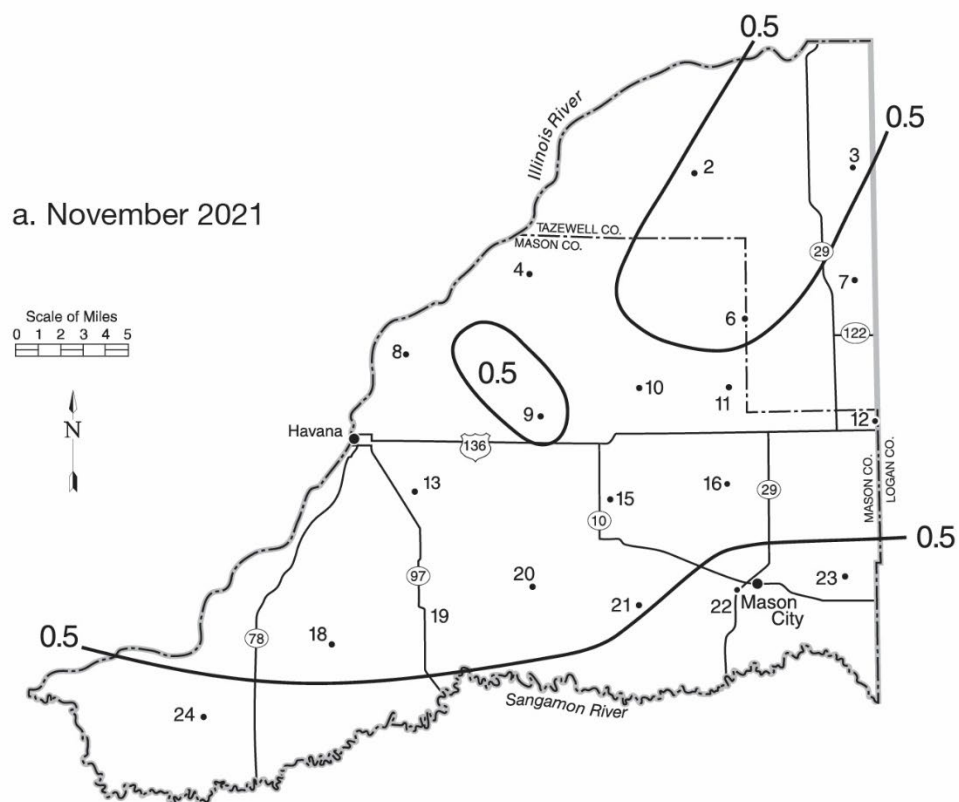 0.5
0.5
3
2
Illinois River
a. November 2021
TAZEWELL CO.
MASON CO.
29
4
7
Scale of Miles
0 1 2 3 4 5
6
122
8
0.5
10
11
9
12
N
Havana
136
MASON CO.
LOGAN CO.
13
16
29
15
10
0.5
97
20
23
21
22
Mason
City
19
0.5
78
18
Sangamon River
24